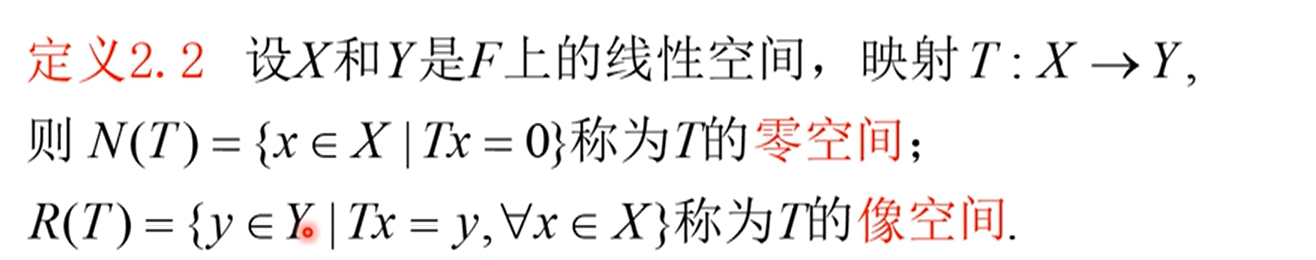 定义2.2 设X和Y是F上的线性空间，映射 T : X → Y,
则 N(T) = {x ∈ X | Tx = 0}称为T的零空间；
R(T) = {y ∈ Y | Tx = y, ∀x ∈ X}称为T的像空间.